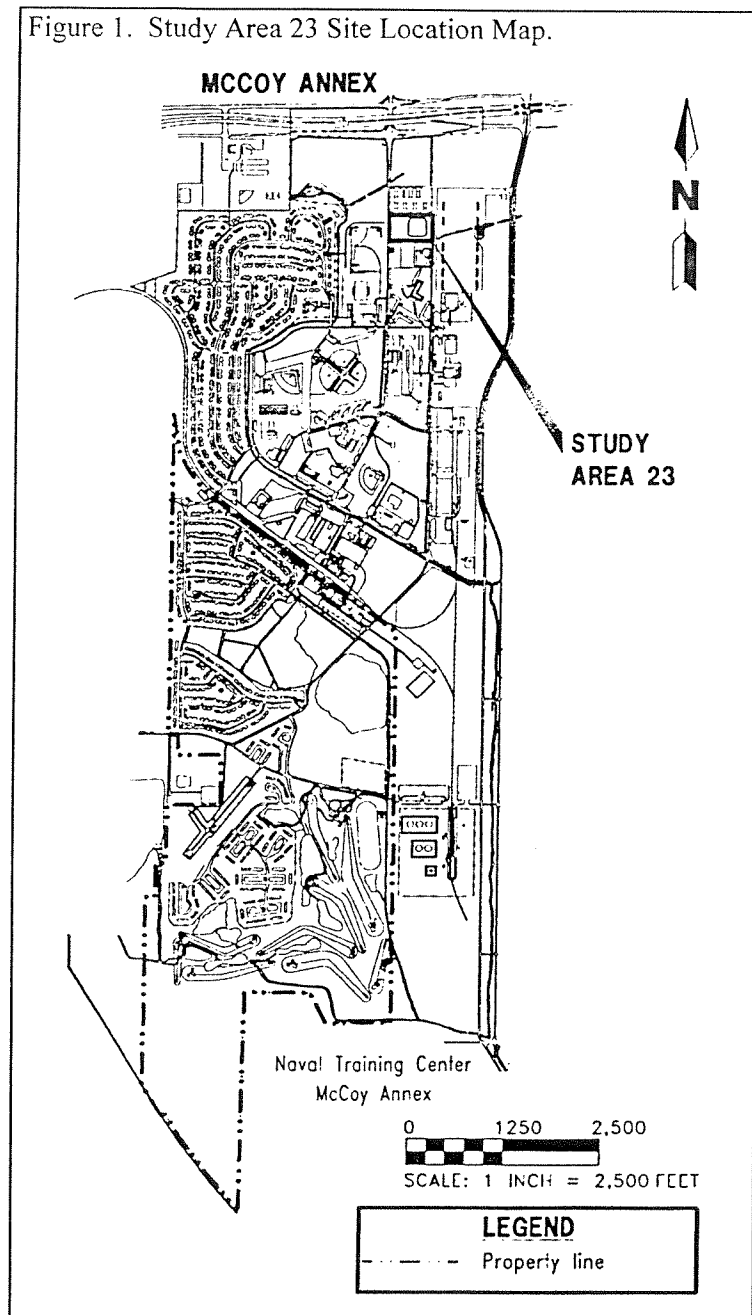 Figure 1. Study Area 23 Site Location Map.
MCCOY ANNEX
N
STUDY
AREA 23
Naval Training Center
McCoy Annex
0 1250 2,500
SCALE: 1 INCH = 2,500 FEET
LEGEND
Property line